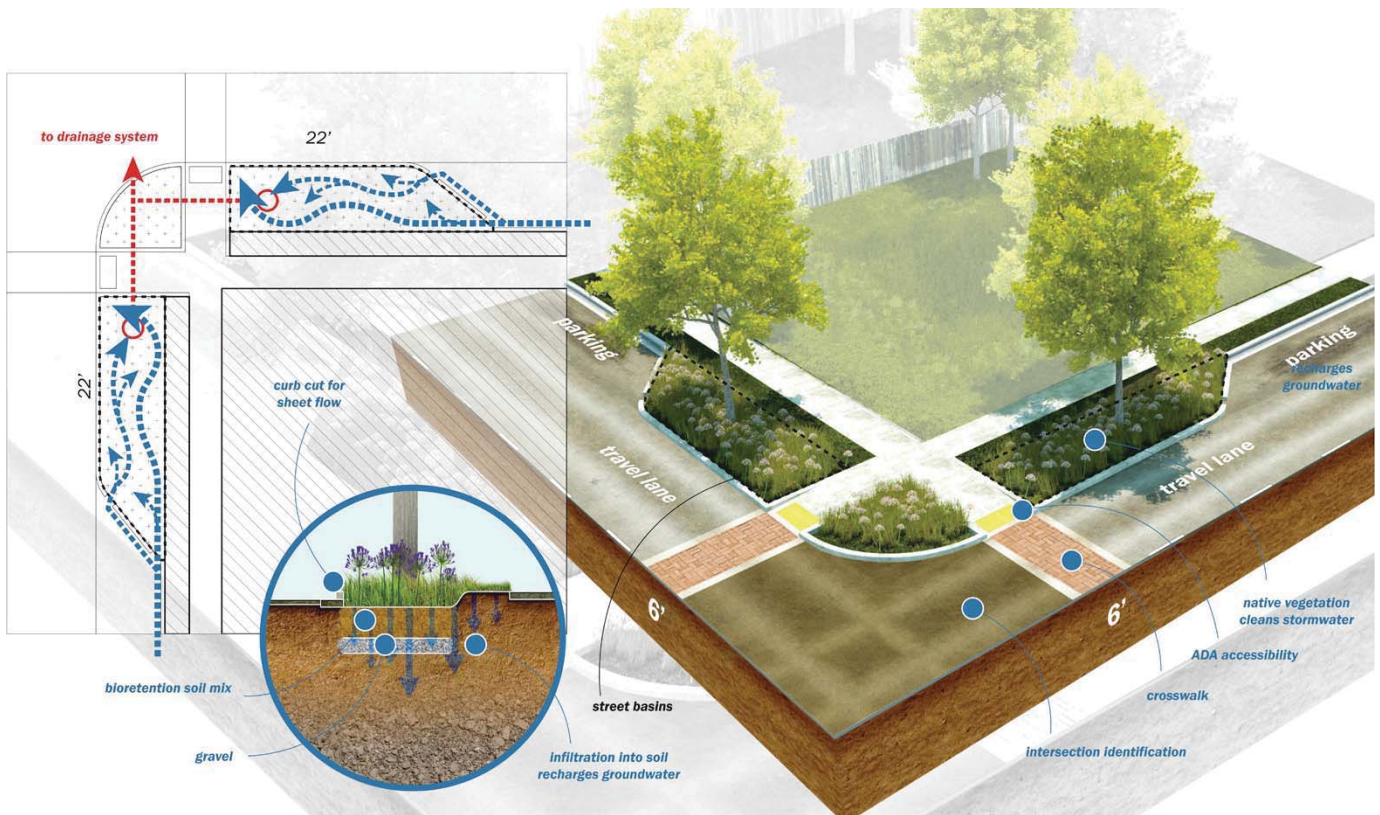 to drainage system
22'
22'
curb cut for
sheet flow
bioretention soil mix
gravel
infiltration into soil
recharges groundwater
street basins
parking
travel lane
6'
parking
recharges
groundwater
travel lane
6'
native vegetation
cleans stormwater
ADA accessibility
crosswalk
intersection identification